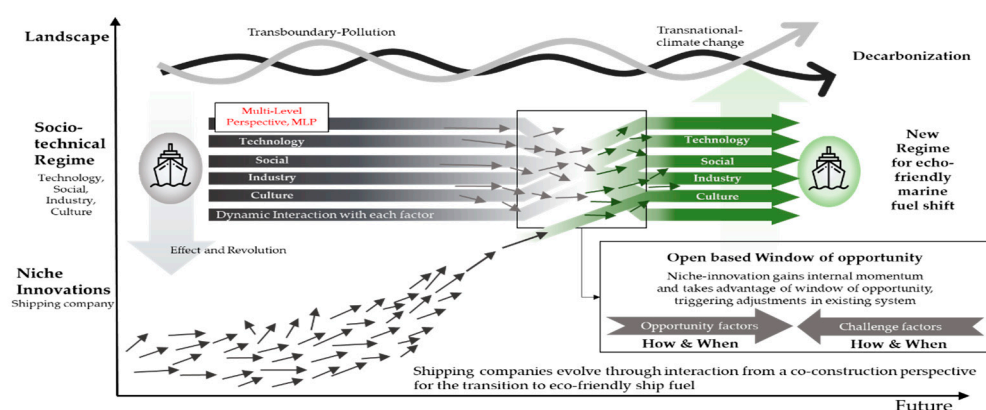 Landscape
Transboundary-Pollution
Transnational-
climate change
Decarbonization
Socio-
technical
Regime
Technology,
Social,
Industry,
Culture
Multi-Level
Perspective, MLP
Technology
Social
Industry
Culture
Dynamic Interaction with each factor
Technology
Social
Industry
Culture
New
Regime
for echo-
friendly
marine
fuel shift
Effect and Revolution
Niche
Innovations
Shipping company
Open based Window of opportunity
Niche-innovation gains internal momentum
and takes advantage of window of opportunity,
triggering adjustments in existing system
Opportunity factors
Challenge factors
How & When
How & When
Shipping companies evolve through interaction from a co-construction perspective
for the transition to eco-friendly ship fuel
Future